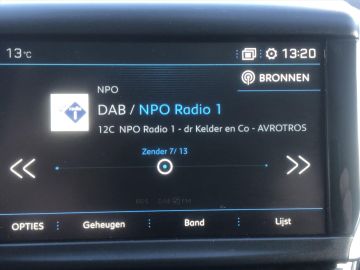 13°C 13:20
BRONNEN
NPO
DAB / NPO Radio 1
12C NPO Radio 1 - dr Kelder en Co - AVROTROS
Zender 7/ 13
FM
OPTIES Geheugen Band Lijst